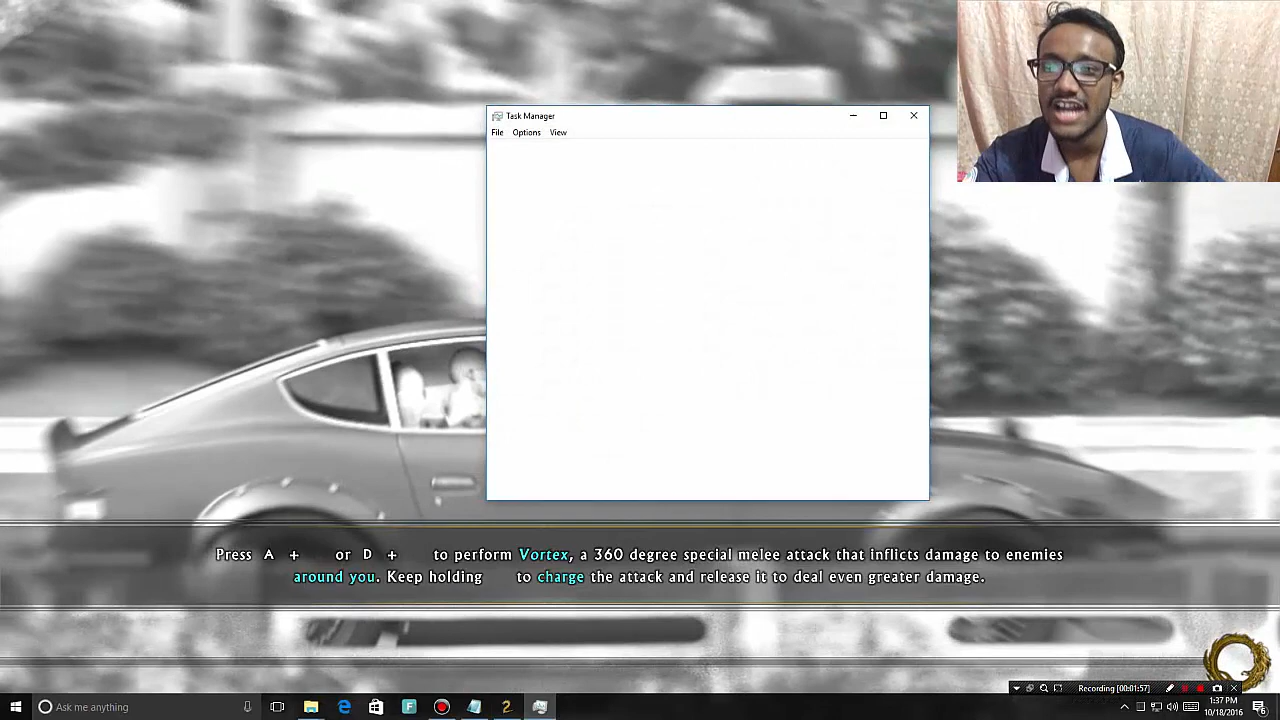 Task Manager
File Options View
Press A + or D + to perform Vortex, a 360 degree special melee attack that inflicts damage to enemies
around you. Keep holding to charge the attack and release it to deal even greater damage.
Recording [00:01:57]
Ask me anything
1:37 PM
10/18/2016
6